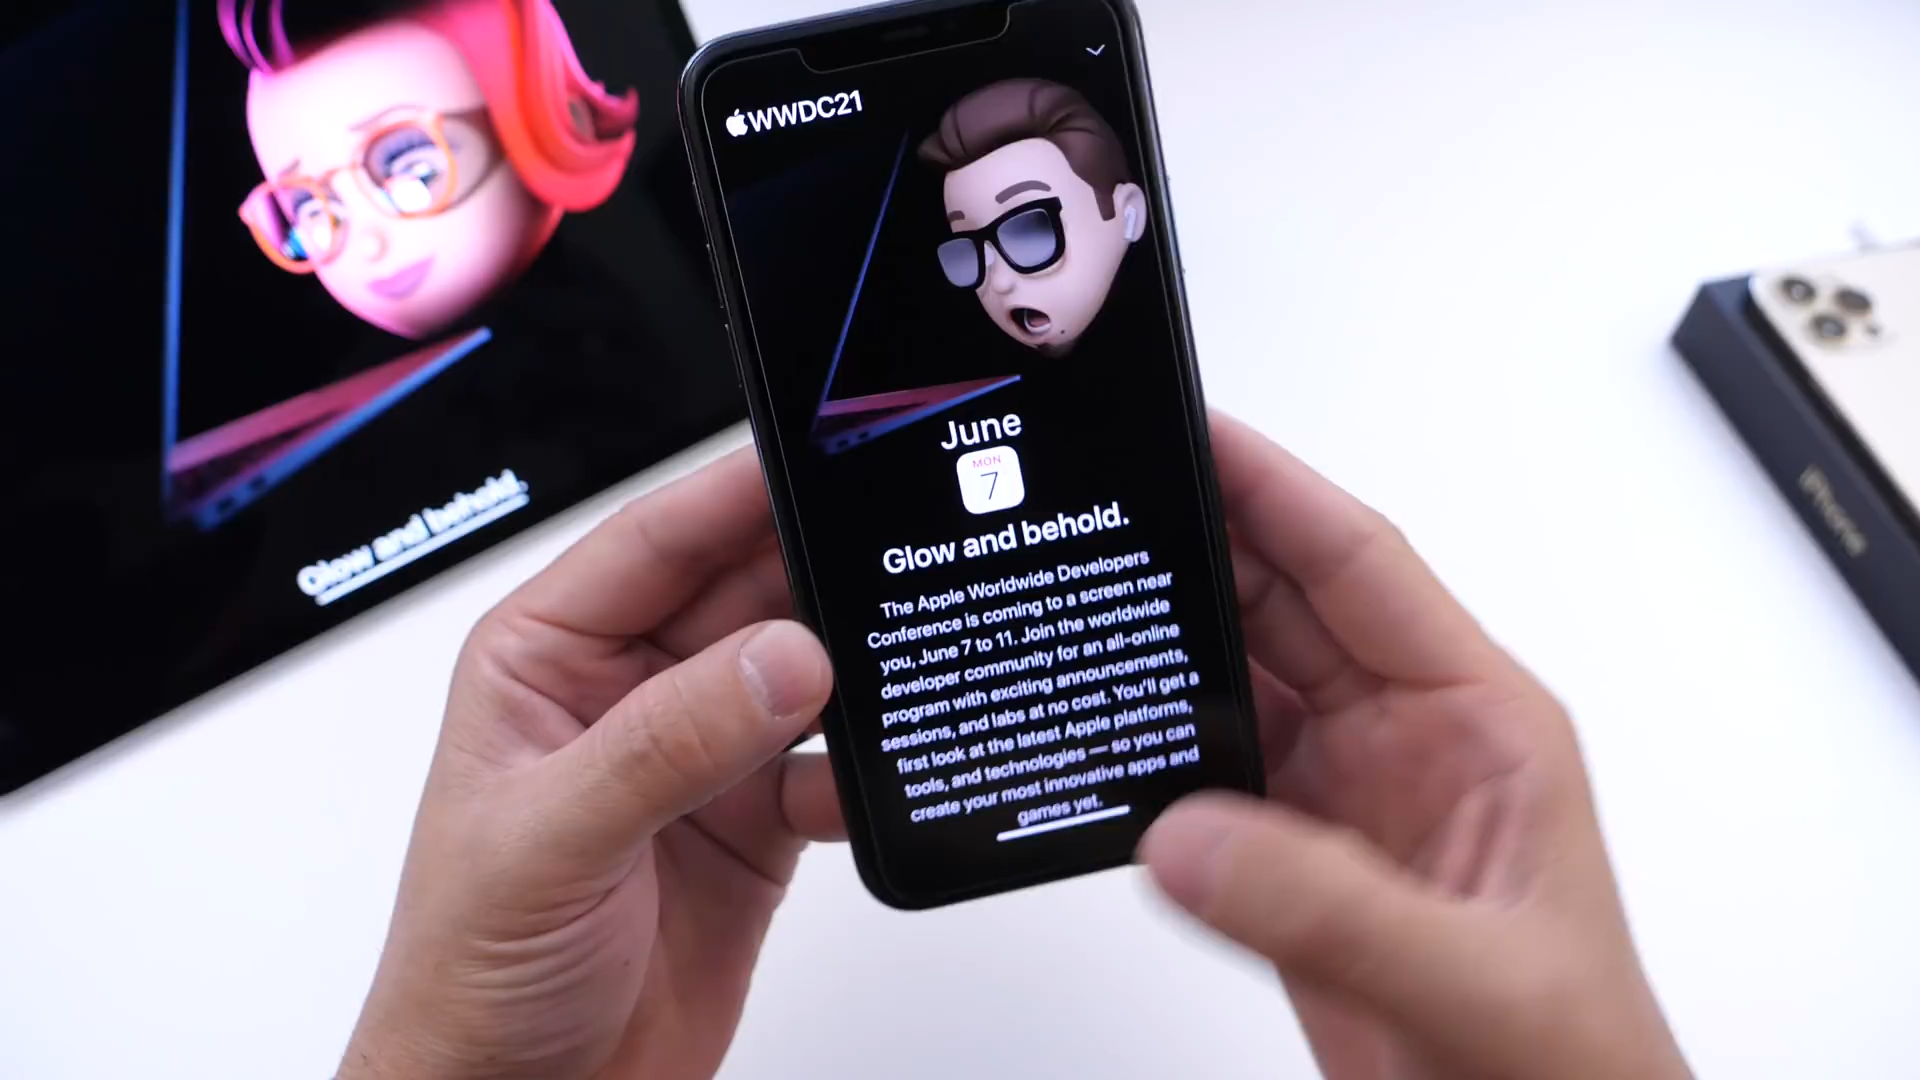 WWDC21
June
MON
7
Glow and behold.
The Apple Worldwide Developers
Conference is coming to a screen near
you, June 7 to 11. Join the worldwide
developer community for an all-online
program with exciting announcements,
sessions, and labs at no cost. You'll get a
first look at the latest Apple platforms,
tools, and technologies — so you can
create your most innovative apps and
games yet.
Glow and behold.
iPhone